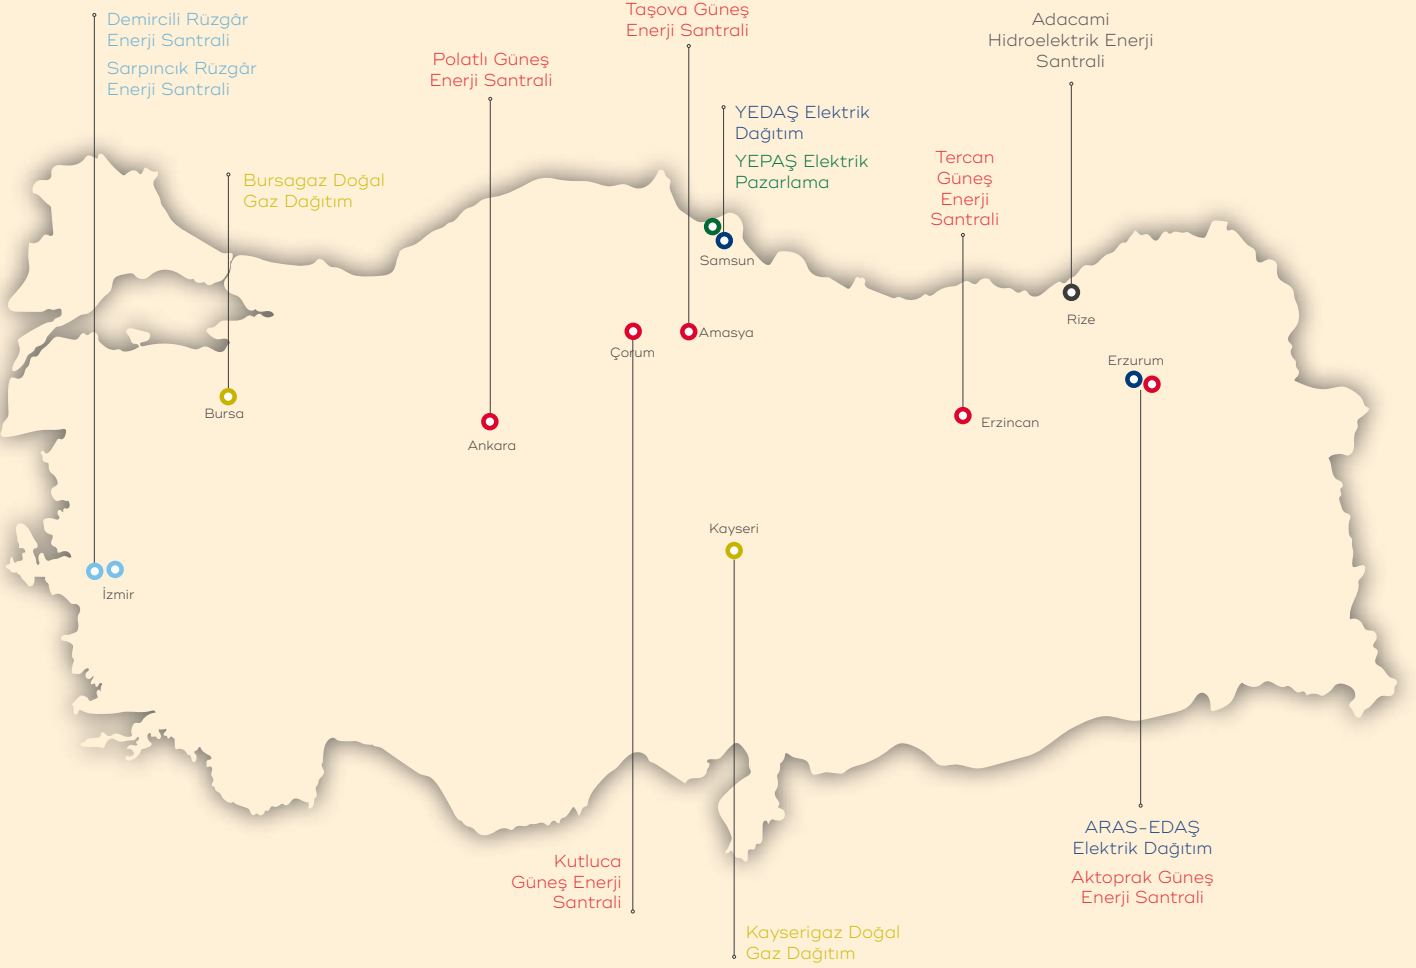 Demircili Rüzgâr
Enerji Santrali
Sarpıncık Rüzgâr
Enerji Santrali
Taşova Güneş
Enerji Santrali
Adacami
Hidroelektrik Enerji
Santrali
Polatlı Güneş
Enerji Santrali
YEDAŞ Elektrik
Dağıtım
YEPAŞ Elektrik
Pazarlama
Tercan
Güneş
Enerji
Santrali
Bursagaz Doğal
Gaz Dağıtım
Samsun
Rize
Amasya
Çorum
Erzurum
Bursa
Ankara
Erzincan
Kayseri
İzmir
ARAS-EDAŞ
Elektrik Dağıtım
Aktoprak Güneş
Enerji Santrali
Kutluca
Güneş Enerji
Santrali
Kayserigaz Doğal
Gaz Dağıtım